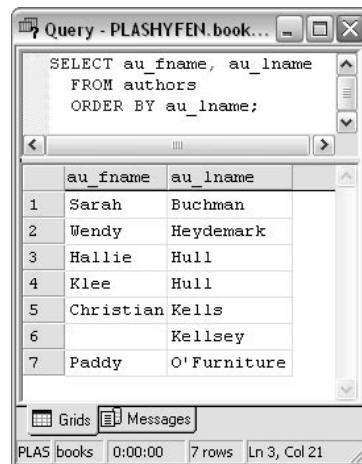 Query - PLASHYFEN.book...
SELECT au_fname, au_lname
FROM authors
ORDER BY au_lname;
au_fname au_lname
1 Sarah Buchman
2 Wendy Heydemark
3 Hallie Hull
4 Klee Hull
5 Christian Kells
6 Kellsey
7 Paddy O'Furniture
Grids Messages
PLAS books 0:00:00 7 rows Ln 3, Col 21